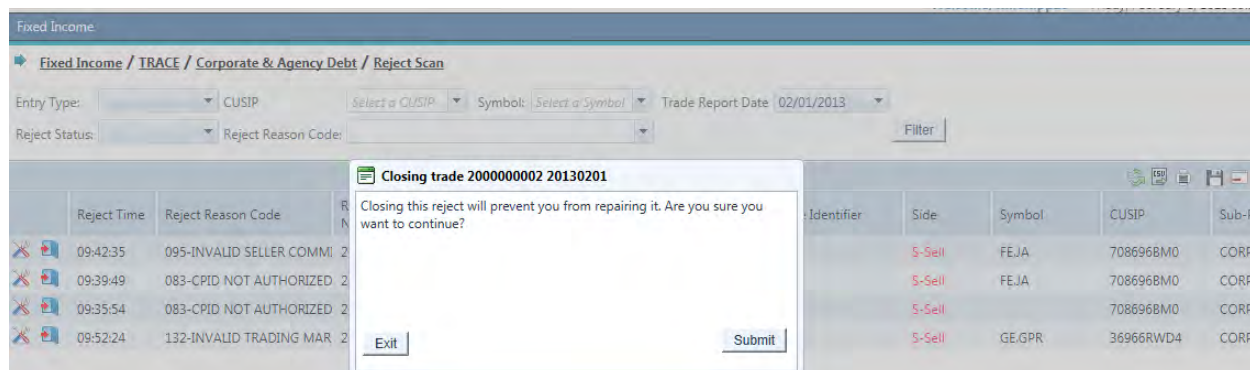 Fixed Income
Fixed Income / TRACE / Corporate & Agency Debt / Reject Scan
Entry Type: CUSIP Select a CUSIP Symbol: Select a Symbol Trade Report Date 02/01/2013
Reject Status: Reject Reason Code: Filter
Closing trade 2000000002 20130201
Closing this reject will prevent you from repairing it. Are you sure you
want to continue?
Exit Submit
Reject Time Reject Reason Code Identifier Side Symbol CUSIP
09:42:35 095-INVALID SELLER COMMI 2 S-Sell FEJA 708696BM0 CORP
09:39:49 083-CPID NOT AUTHORIZED 2 S-Sell FEJA 708696BM0 CORP
09:35:54 083-CPID NOT AUTHORIZED 2 S-Sell 708696BM0 CORP
09:52:24 132-INVALID TRADING MAR 2 S-Sell GE.GPR 36966RWD4 CORP